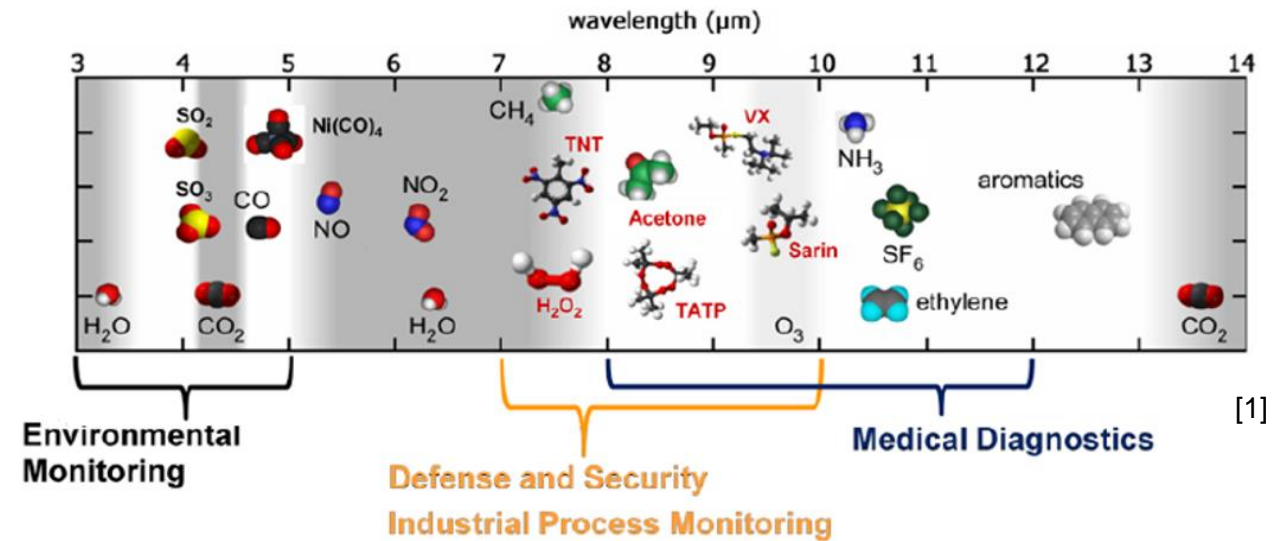 wavelength (µm)
3 4 5 6 7 8 9 10 11 12 13 14
SO2
Ni(CO)4
CH4
TNT
VX
NH3
SO3
CO
NO
NO2
Acetone
Sarin
aromatics
SF6
H2O
CO2
H2O
H2O2
TATP
O3
ethylene
CO2
[1]
Environmental
Monitoring
Medical Diagnostics
Defense and Security
Industrial Process Monitoring